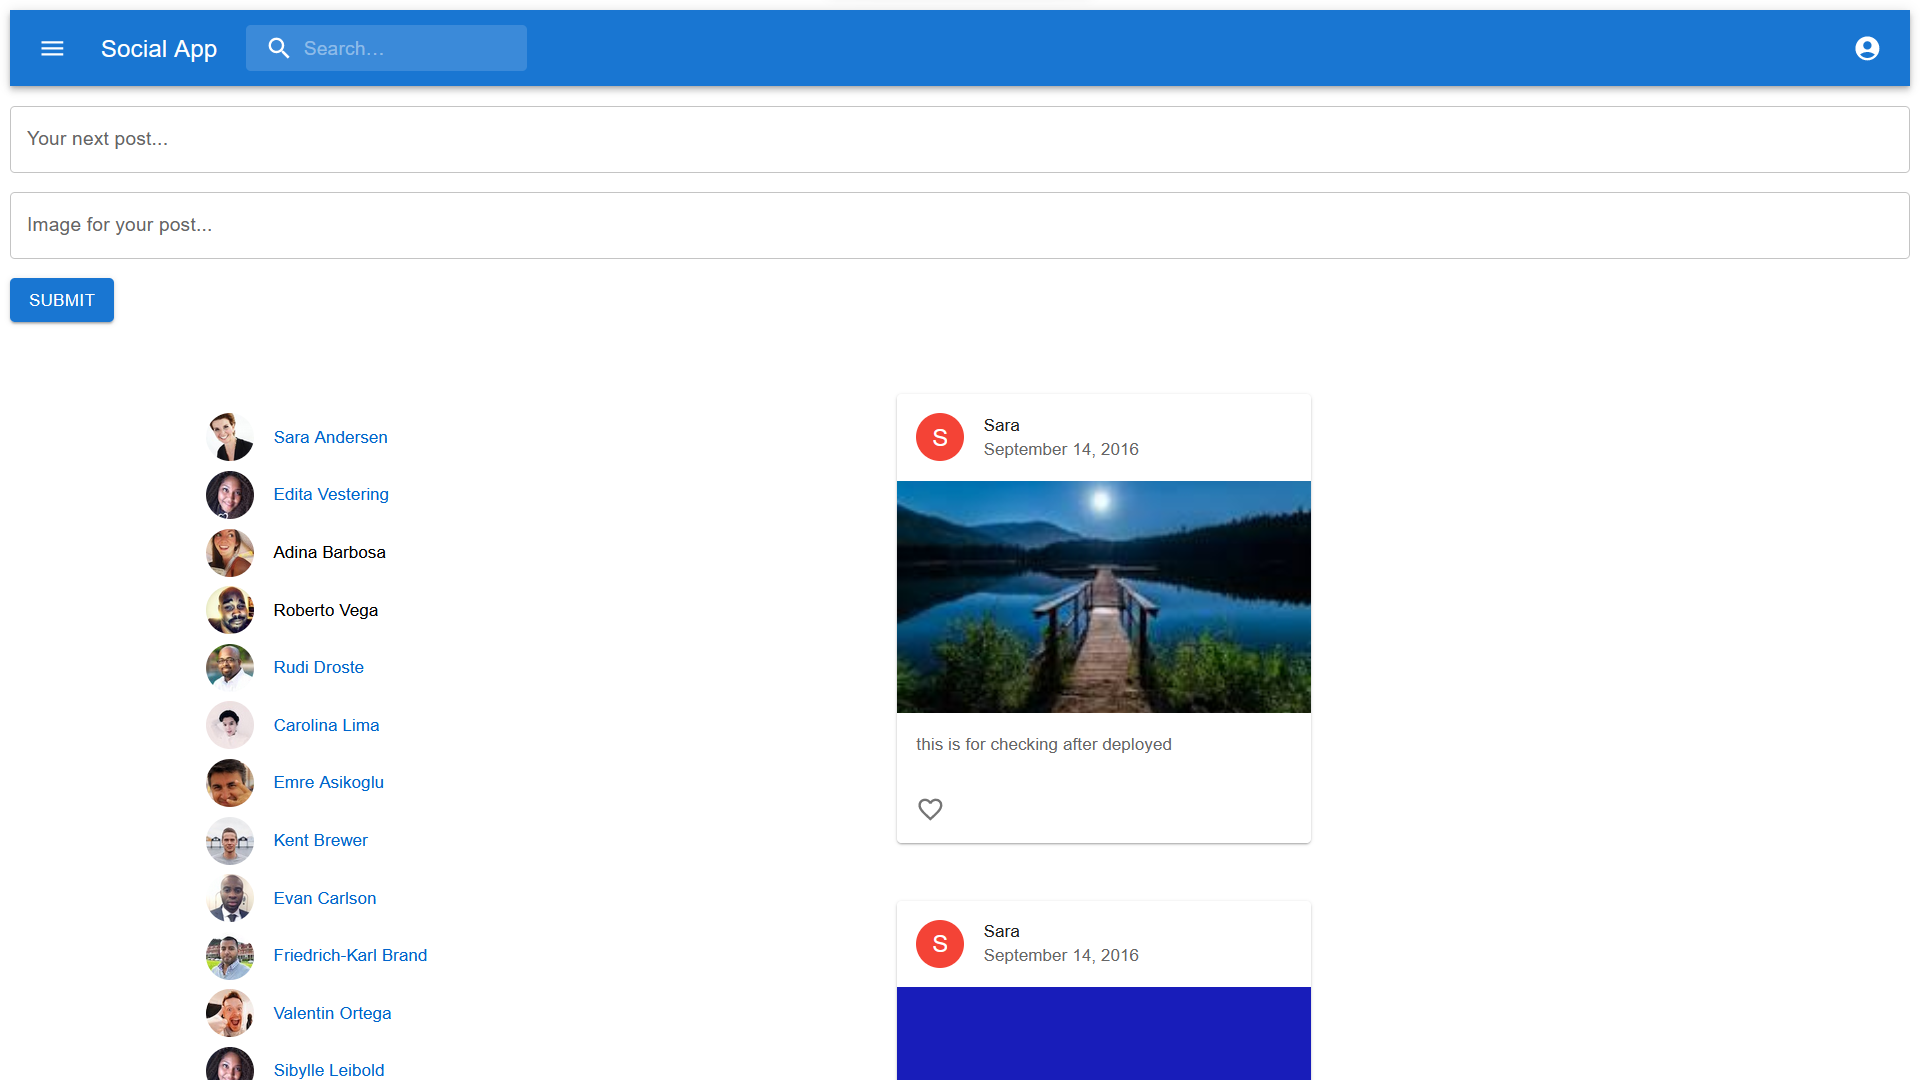 Social App
Search...
Your next post...
Image for your post...
SUBMIT
Sara Andersen
Edita Vestering
Adina Barbosa
Roberto Vega
Rudi Droste
Carolina Lima
Emre Asikoglu
Kent Brewer
Evan Carlson
Friedrich-Karl Brand
Valentin Ortega
Sibylle Leibold
S
Sara
September 14, 2016
this is for checking after deployed
S
Sara
September 14, 2016